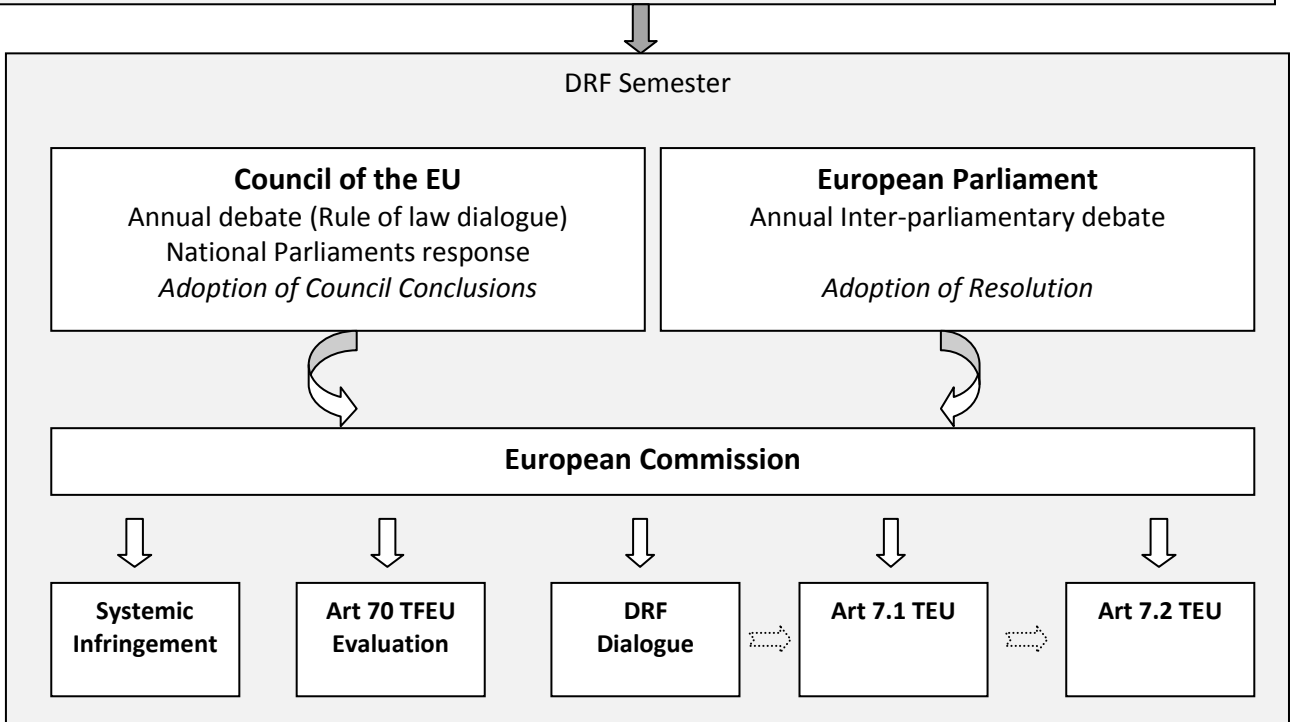 DRF Semester
Council of the EU
Annual debate (Rule of law dialogue)
National Parliaments response
Adoption of Council Conclusions
European Parliament
Annual Inter-parliamentary debate
Adoption of Resolution
European Commission
Systemic
Infringement
Art 70 TFEU
Evaluation
DRF
Dialogue
Art 7.1 TEU
Art 7.2 TEU